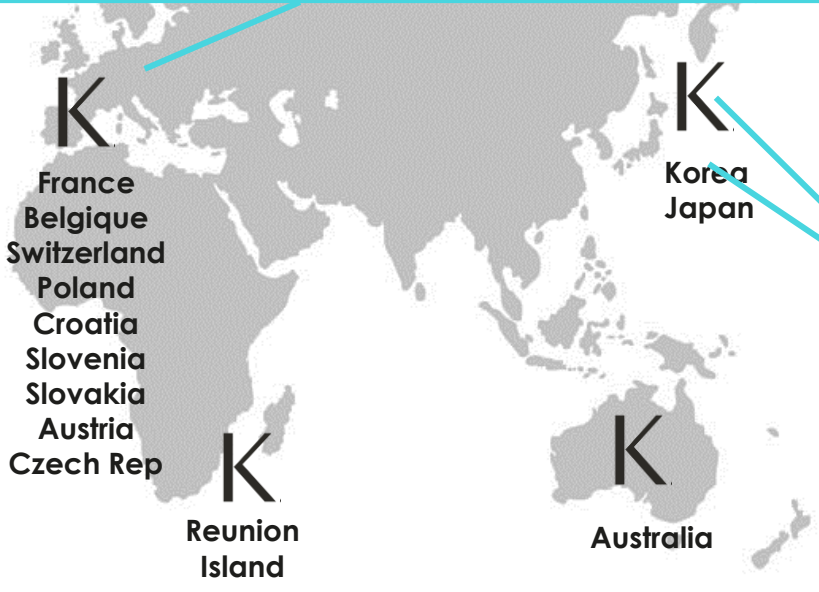 K
France
Belgique
Switzerland
Poland
Croatia
Slovenia
Slovakia
Austria
Czech Rep
K
Korea
Japan
K
Reunion
Island
K
Australia